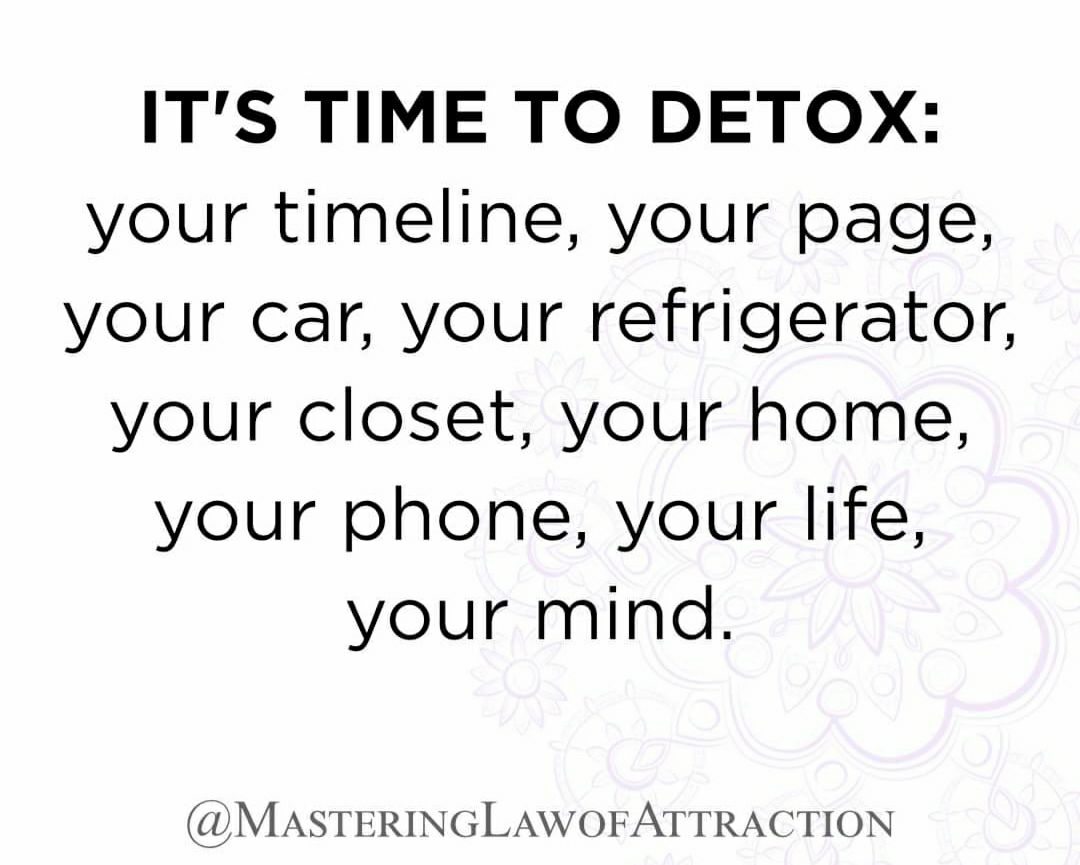 IT'S TIME TO DETOX:
your timeline, your page,
your car, your refrigerator,
your closet, your home,
your phone, your life,
your mind.
@MASTERINGLAWOFATTRACTION